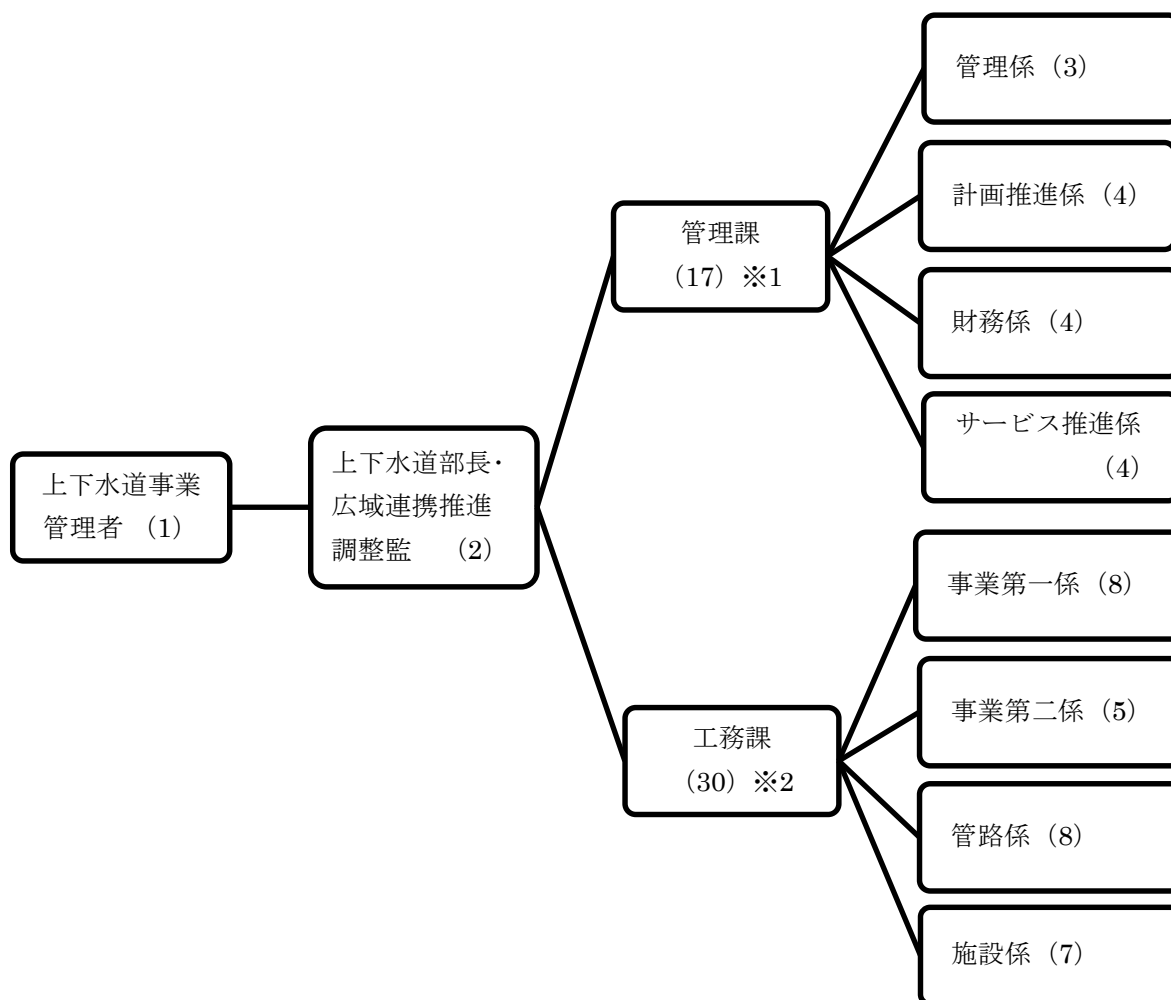 上下水道事業
管理者 (1)
上下水道部長・
広域連携推進
調整監 (2)
管理課
(17) ※1
管理係 (3)
計画推進係 (4)
財務係 (4)
サービス推進係
(4)
工務課
(30) ※2
事業第一係 (8)
事業第二係 (5)
管路係 (8)
施設係 (7)